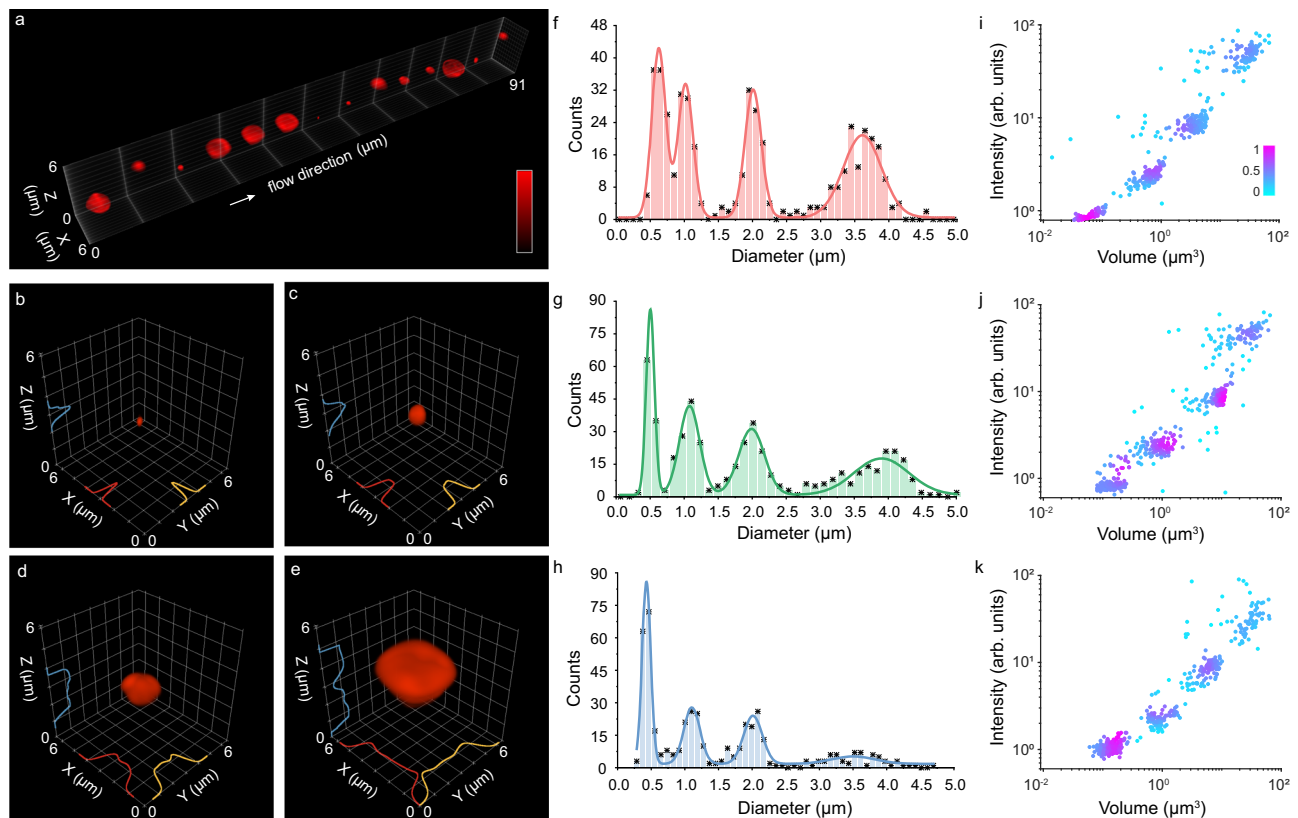 a
6
Z
(µm)
0
X
(µm)
6
0
flow direction (µm)
91
b
6
Z (µm)
0
6
X (µm)
0
0
Y (µm)
6
c
6
Z (µm)
0
6
X (µm)
0
0
Y (µm)
6
d
6
Z (µm)
0
6
X (µm)
0
0
Y (µm)
6
e
6
Z (µm)
0
6
X (µm)
0
0
Y (µm)
6
f
48
40
32
24
16
8
0
Counts
0.0 0.5 1.0 1.5 2.0 2.5 3.0 3.5 4.0 4.5 5.0
Diameter (µm)
g
90
75
60
45
30
15
0
Counts
0.0 0.5 1.0 1.5 2.0 2.5 3.0 3.5 4.0 4.5 5.0
Diameter (µm)
h
90
75
60
45
30
15
0
Counts
0.0 0.5 1.0 1.5 2.0 2.5 3.0 3.5 4.0 4.5 5.0
Diameter (µm)
i
10²
10¹
10⁰
Intensity (arb. units)
1
0.5
0
10⁻² 10⁰ 10²
Volume (µm³)
j
10²
10¹
10⁰
Intensity (arb. units)
10⁻² 10⁰ 10²
Volume (µm³)
k
10²
10¹
10⁰
Intensity (arb. units)
10⁻² 10⁰ 10²
Volume (µm³)